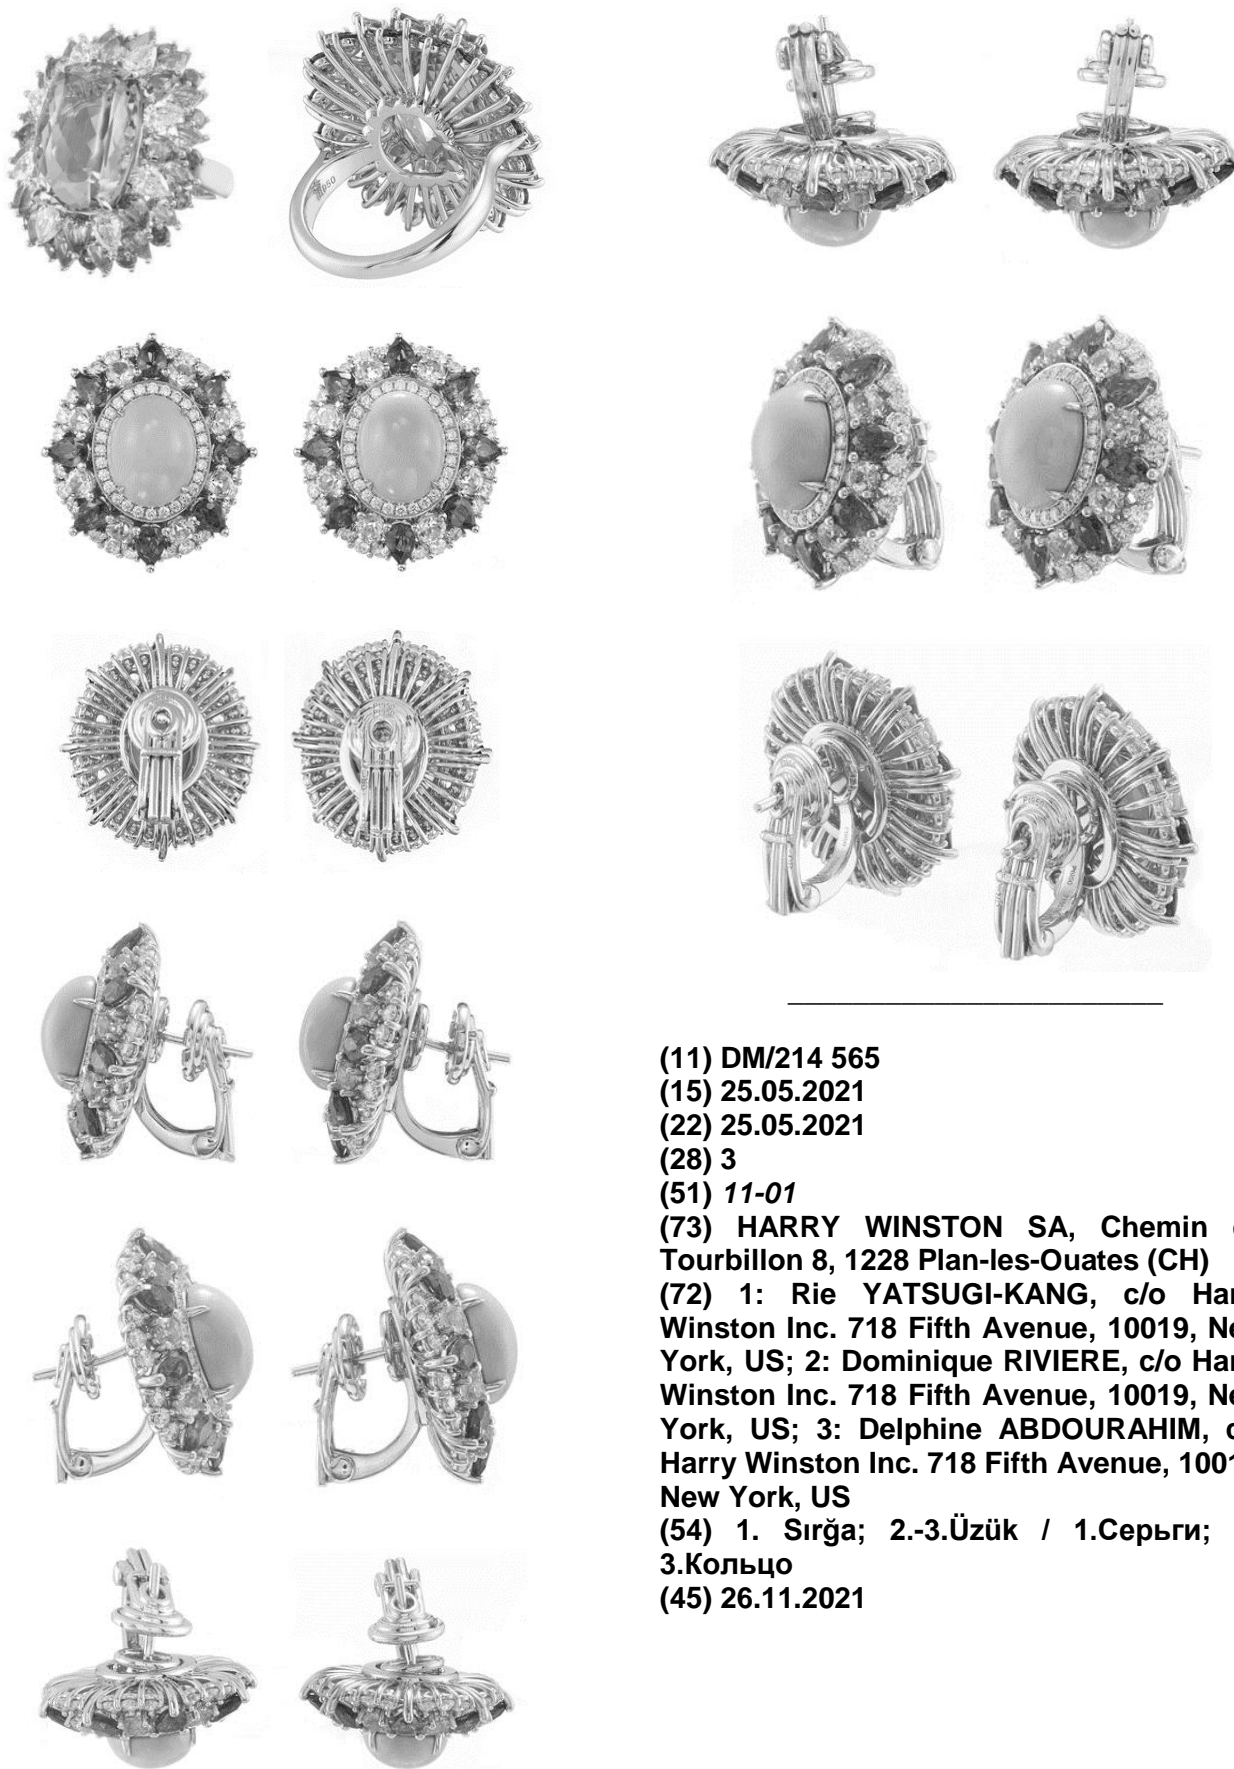 (11) DM/214 565
(15) 25.05.2021
(22) 25.05.2021
(28) 3
(51) 11-01
(73) HARRY WINSTON SA, Chemin
Tourbillon 8, 1228 Plan-les-Ouates (CH)
(72) 1: Rie YATSUGI-KANG, c/o
Winston Inc. 718 Fifth Avenue, 10019,
York, US; 2: Dominique RIVIERE, c/o
Winston Inc. 718 Fifth Avenue, 10019,
York, US; 3: Delphine ABDOURAHIM,
Harry Winston Inc. 718 Fifth Avenue,
New York, US
(54) 1. Sırğa; 2.-3.Üzük / 1.Серьги;
3.Кольцо
(45) 26.11.2021